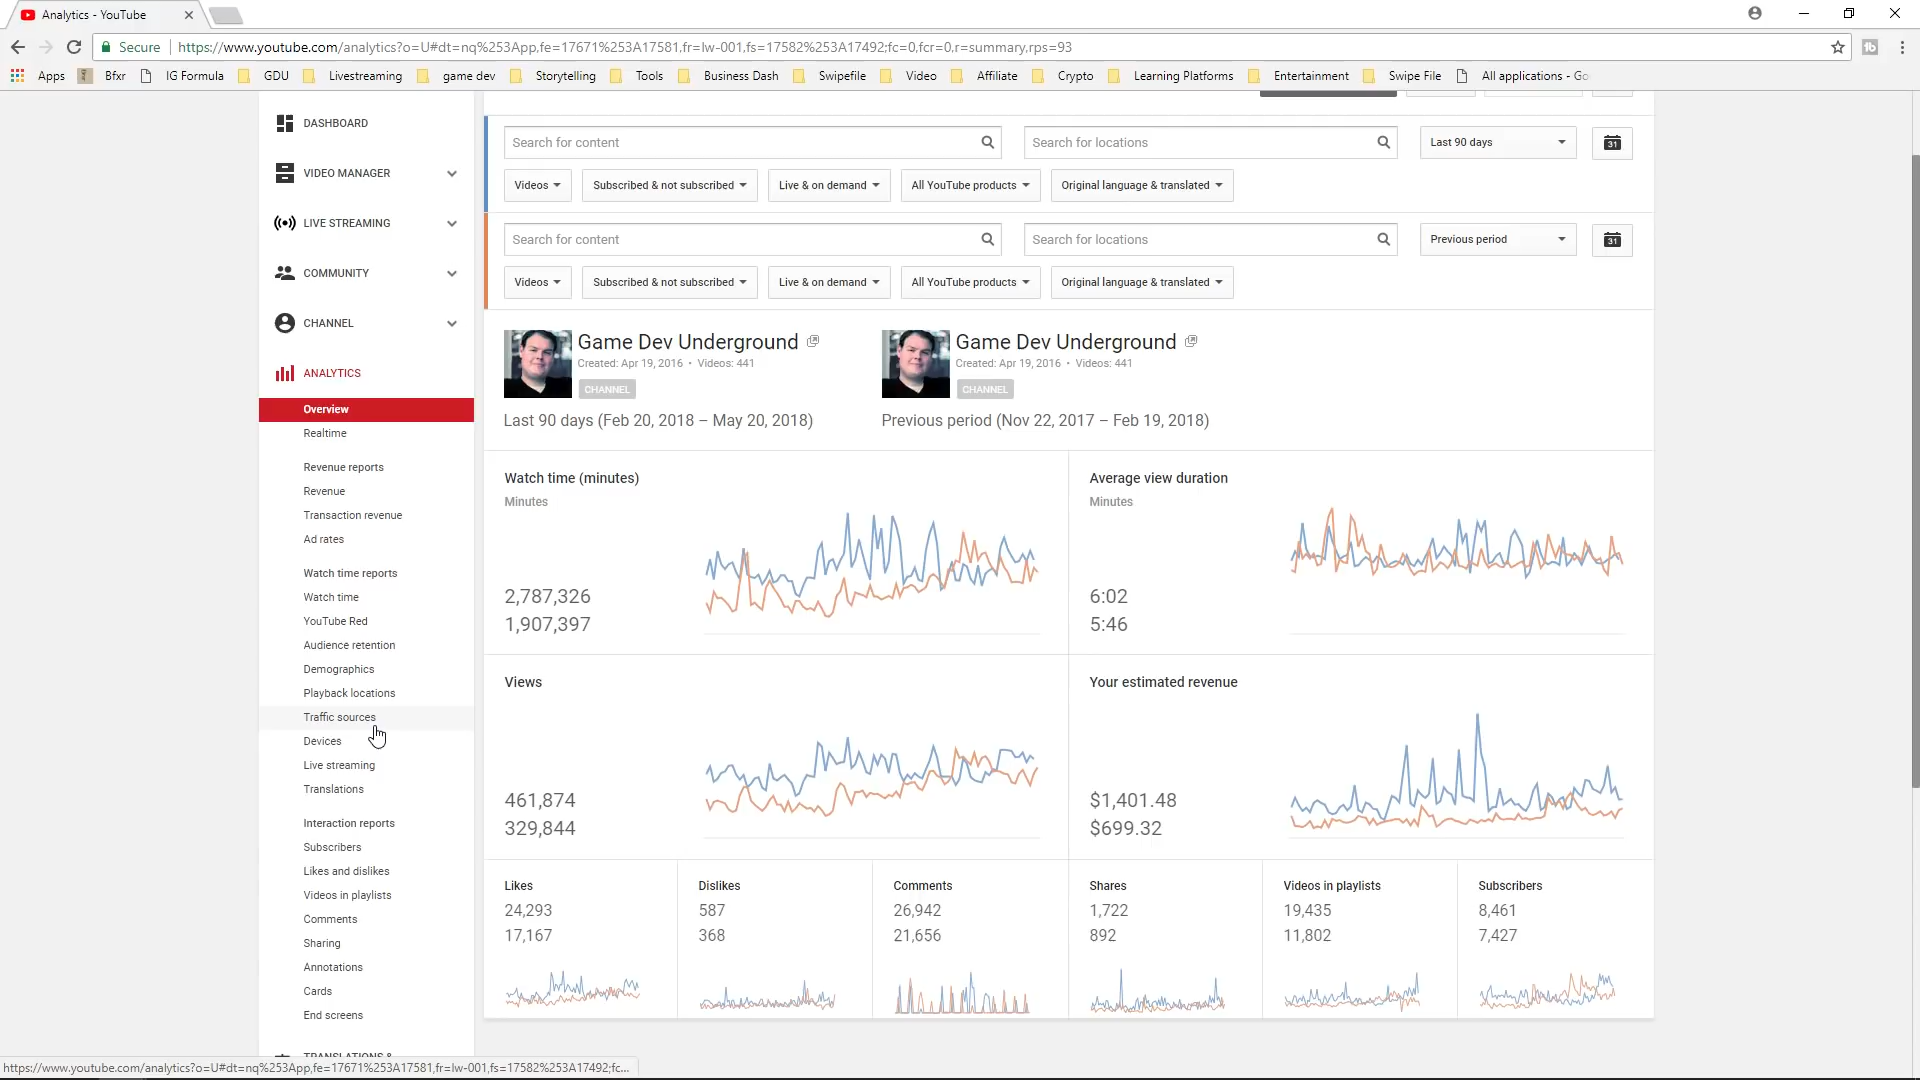 Analytics - YouTube
Secure https://www.youtube.com/analytics?o=U#dt=nq%253App,fe=17671%253A17581,fr=lw-001,fs=17582%253A17492;fc=0,fcr=0,r=summary,rps=93
Apps Bfxr IG Formula GDU Livestreaming game dev Storytelling Tools Business Dash Swipefile Video Affiliate Crypto Learning Platforms Entertainment Swipe File All applications - Go
DASHBOARD
VIDEO MANAGER
LIVE STREAMING
COMMUNITY
CHANNEL
ANALYTICS
Overview
Realtime
Revenue reports
Revenue
Transaction revenue
Ad rates
Watch time reports
Watch time
YouTube Red
Audience retention
Demographics
Playback locations
Traffic sources
Devices
Live streaming
Translations
Interaction reports
Subscribers
Likes and dislikes
Videos in playlists
Comments
Sharing
Annotations
Cards
End screens
TRANSLATIONS &
Search for content Search for locations Last 90 days 31
Videos Subscribed & not subscribed Live & on demand All YouTube products Original language & translated
Search for content Search for locations Previous period 31
Videos Subscribed & not subscribed Live & on demand All YouTube products Original language & translated
Game Dev Underground
Created: Apr 19, 2016 • Videos: 441
CHANNEL
Last 90 days (Feb 20, 2018 – May 20, 2018)
Game Dev Underground
Created: Apr 19, 2016 • Videos: 441
CHANNEL
Previous period (Nov 22, 2017 – Feb 19, 2018)
Watch time (minutes)
Minutes
2,787,326
1,907,397
Average view duration
Minutes
6:02
5:46
Views
461,874
329,844
Your estimated revenue
$1,401.48
$699.32
Likes
24,293
17,167
Dislikes
587
368
Comments
26,942
21,656
Shares
1,722
892
Videos in playlists
19,435
11,802
Subscribers
8,461
7,427
https://www.youtube.com/analytics?o=U#dt=nq%253App,fe=17671%253A17581,fr=lw-001,fs=17582%253A17492;fc...